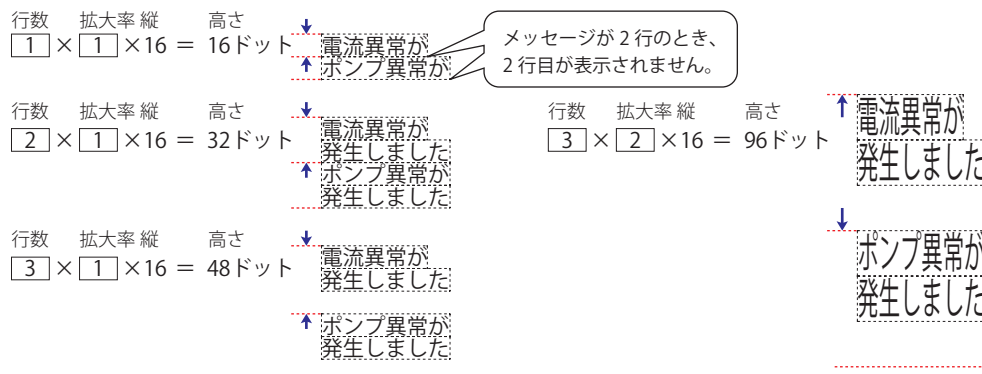 行数 拡大率 縦 高さ
1 × 1 ×16 = 16ドット
電流異常が
ポンプ異常が
メッセージが 2 行のとき、
2 行目が表示されません。
行数 拡大率 縦 高さ
2 × 1 ×16 = 32ドット
電流異常が
発生しました
ポンプ異常が
発生しました
行数 拡大率 縦 高さ
3 × 1 ×16 = 48ドット
電流異常が
発生しました
ポンプ異常が
発生しました
行数 拡大率 縦 高さ
3 × 2 ×16 = 96ドット
電流異常が
発生しました
ポンプ異常が
発生しました